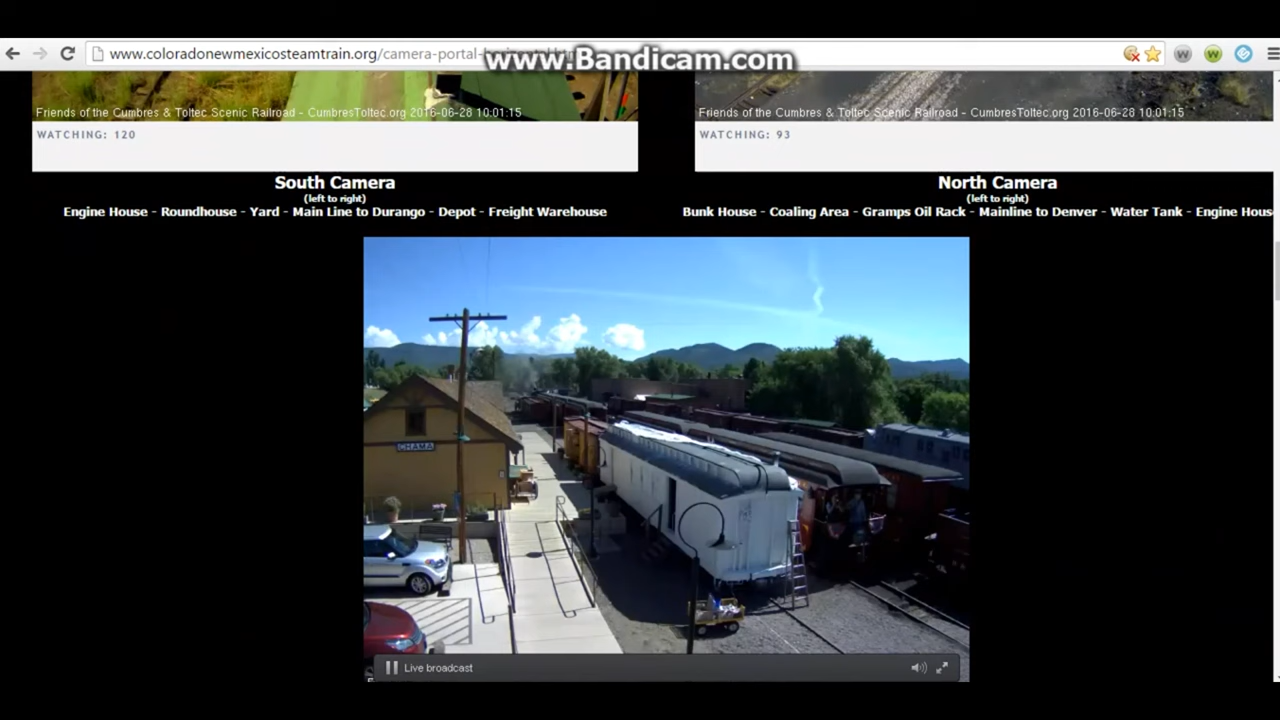 www.coloradonewmexicosteamtrain.org/camera-portal-
www.Bandicam.com
Friends of the Cumbres & Toltec Scenic Railroad - CumbresToltec.org 2016-06-28 10:01:15
Friends of the Cumbres & Toltec Scenic Railroad - CumbresToltec.org 2016-06-28 10:01:15
WATCHING: 120
WATCHING: 93
South Camera
North Camera
(left to right)
(left to right)
Engine House - Roundhouse - Yard - Main Line to Durango - Depot - Freight Warehouse
Bunk House - Coaling Area - Gramps Oil Rack - Mainline to Denver - Water Tank - Engine Hous
CHAMA
Live broadcast